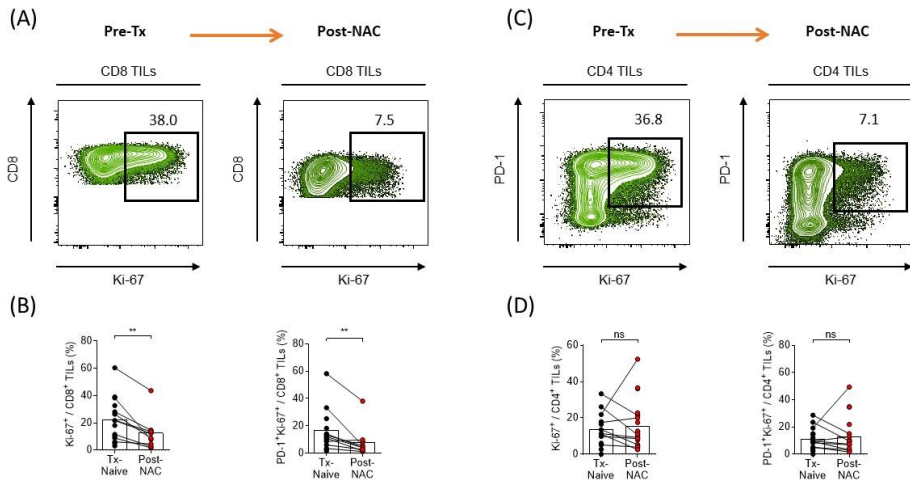 (A)
Pre-Tx
Post-NAC
CD8 TILs
CD8 TILs
38.0
7.5
CD8
CD8
Ki-67
Ki-67
(B)
**
Ki-67⁺ / CD8⁺ TILs (%)
80
60
40
20
0
Tx-
Naive
Post-
NAC
**
PD-1⁺Ki-67⁺ / CD8⁺ TILs (%)
80
60
40
20
0
Tx-
Naive
Post-
NAC
(C)
Pre-Tx
Post-NAC
CD4 TILs
CD4 TILs
36.8
7.1
PD-1
PD-1
Ki-67
Ki-67
(D)
ns
Ki-67⁺ / CD4⁺ TILs (%)
60
40
20
0
Tx-
Naive
Post-
NAC
ns
PD-1⁺Ki-67⁺ / CD4⁺ TILs (%)
80
60
40
20
0
Tx-
Naive
Post-
NAC